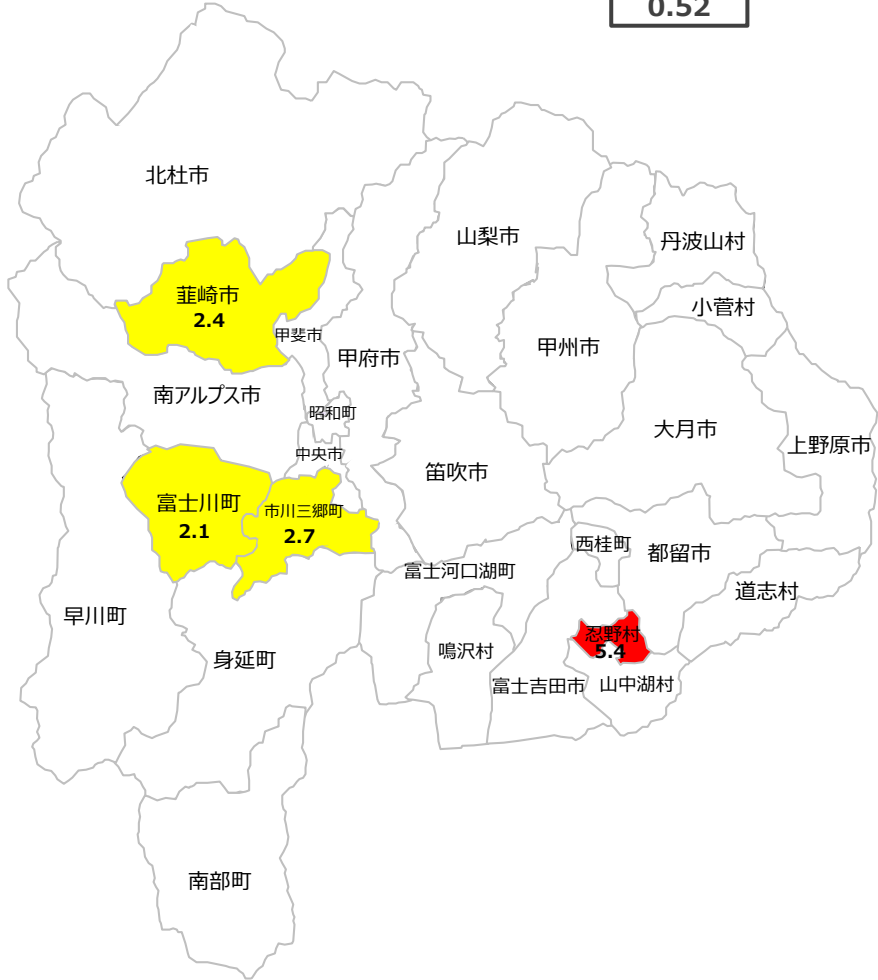 0.52
北杜市
山梨市
丹波山村
韮崎市
2.4
小菅村
甲斐市
甲府市
甲州市
南アルプス市
昭和町
大月市
上野原市
中央市
笛吹市
富士川町
2.1
市川三郷町
2.7
西桂町
都留市
富士河口湖町
道志村
早川町
忍野村
5.4
鳴沢村
身延町
富士吉田市
山中湖村
南部町